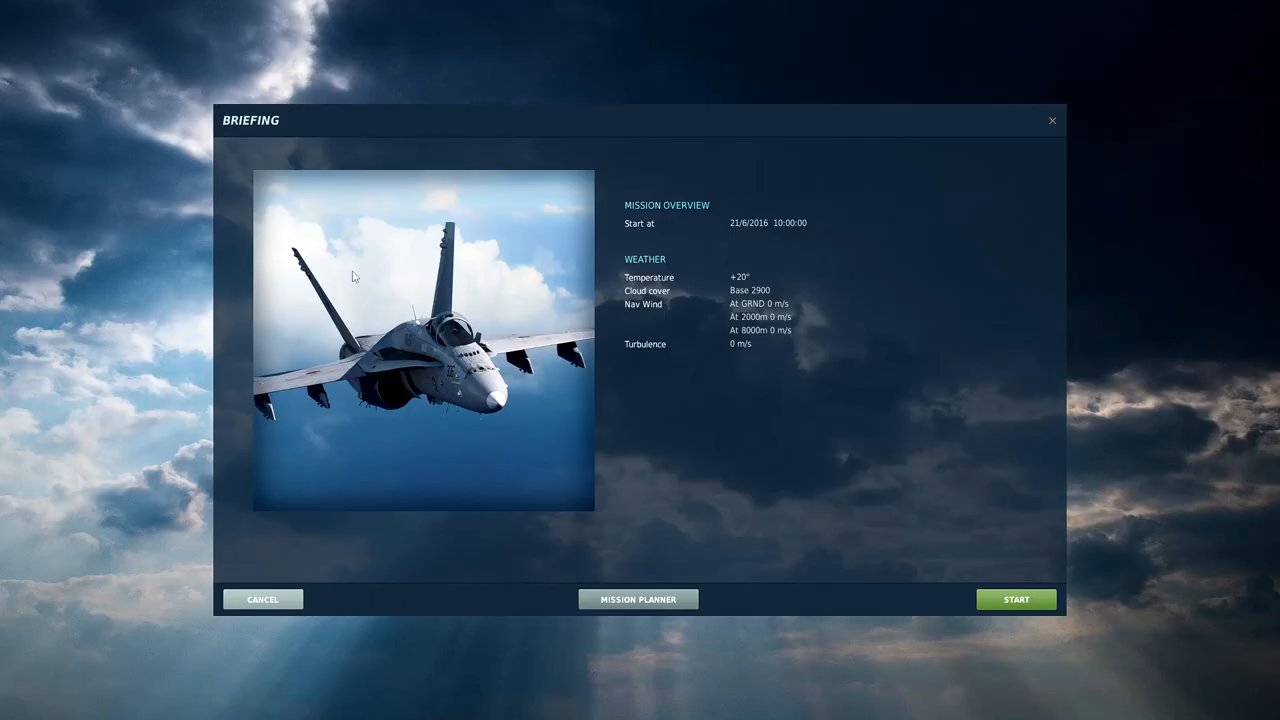 BRIEFING
MISSION OVERVIEW
Start at 21/6/2016 10:00:00
WEATHER
Temperature +20°
Cloud cover Base 2900
Nav Wind At GRND 0 m/s
At 2000m 0 m/s
At 8000m 0 m/s
Turbulence 0 m/s
CANCEL MISSION PLANNER START